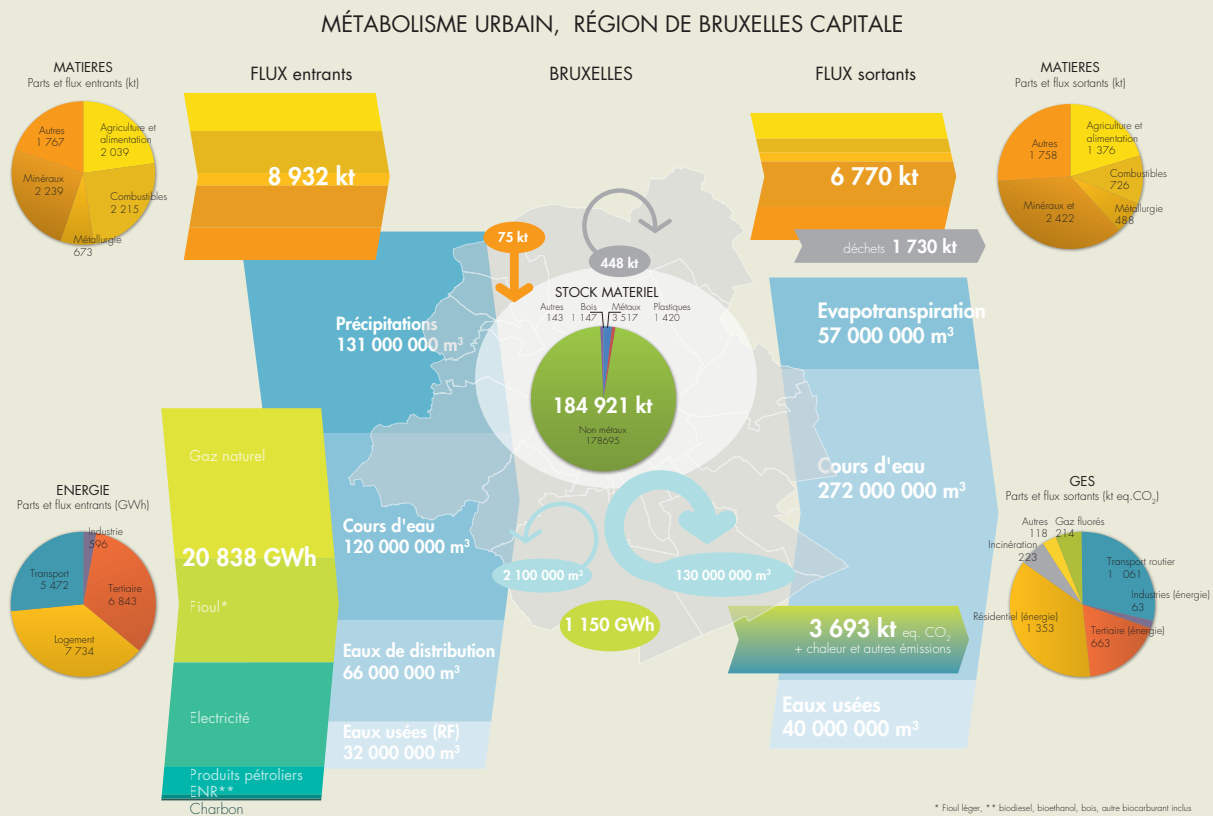 MÉTABOLISME URBAIN, RÉGION DE BRUXELLES CAPITALE
MATIERES
Parts et flux entrants (kt)
Autres
1 767
Agriculture et
alimentation
2 039
Minéraux
2 239
Combustibles
2 215
Métallurgie
673
FLUX entrants
8 932 kt
Précipitations
131 000 000 m³
Cours d'eau
120 000 000 m³
Eaux de distribution
66 000 000 m³
Eaux usées (RF)
32 000 000 m³
ENERGIE
Parts et flux entrants (GWh)
Industrie
596
Transport
5 472
Tertiaire
6 843
Logement
7 734
Gaz naturel
20 838 GWh
Fioul*
Electricité
Produits pétroliers
ENR**
Charbon
BRUXELLES
75 kt
448 kt
STOCK MATERIEL
Autres
143
Bois
1 147
Métaux
3 517
Plastiques
1 420
184 921 kt
Non métaux
178695
2 100 000 m³
130 000 000 m³
1 150 GWh
FLUX sortants
6 770 kt
déchets 1 730 kt
Evapotranspiration
57 000 000 m³
Cours d'eau
272 000 000 m³
3 693 kt eq. CO₂
+ chaleur et autres émissions
Eaux usées
40 000 000 m³
MATIERES
Parts et flux sortants (kt)
Autres
1 758
Agriculture et
alimentation
1 376
Combustibles
726
Métallurgie
488
Minéraux et
2 422
GES
Parts et flux sortants (kt eq.CO₂)
Autres
118
Gaz fluorés
214
Incinération
223
Transport routier
1 061
Industries (énergie)
63
Résidentiel (énergie)
1 353
Tertiaire (énergie)
663
* Fioul léger, ** biodiesel, bioethanol, bois, autre biocarburant inclus